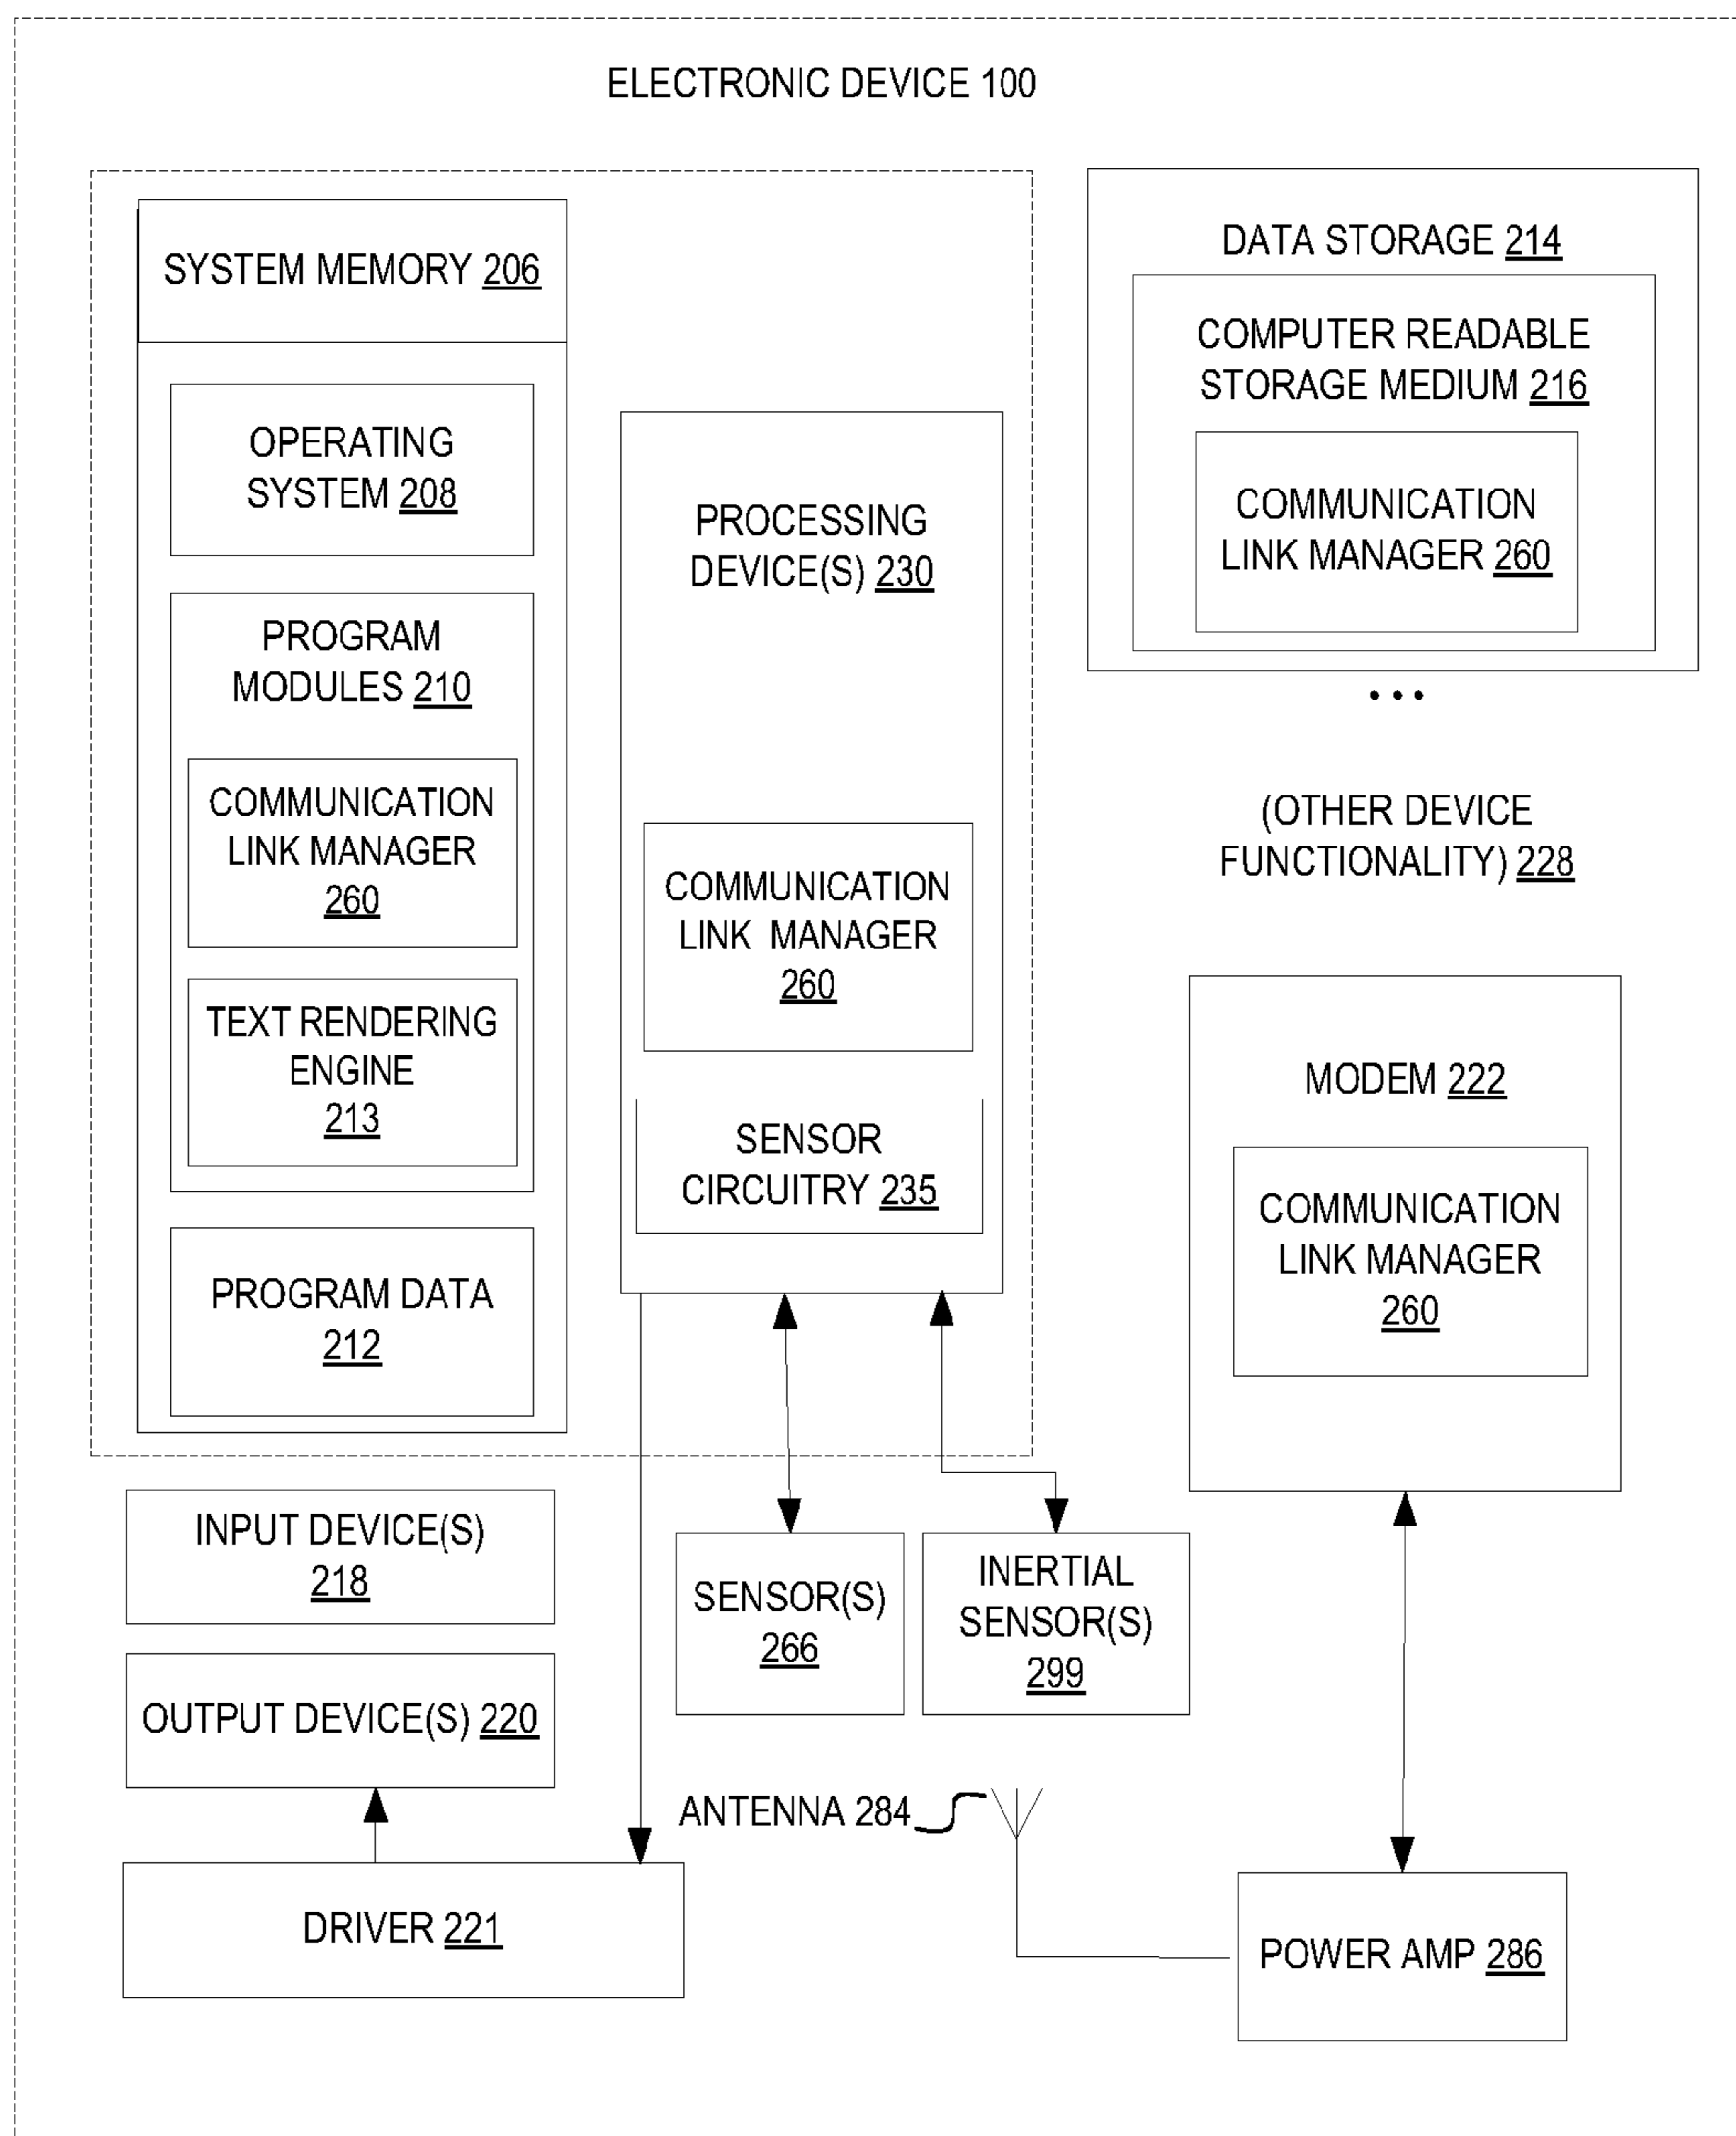 ELECTRONIC DEVICE 100
SYSTEM MEMORY 206
OPERATING
SYSTEM 208
PROGRAM
MODULES 210
COMMUNICATION
LINK MANAGER
260
TEXT RENDERING
ENGINE
213
PROGRAM DATA
212
PROCESSING
DEVICE(S) 230
COMMUNICATION
LINK MANAGER
260
SENSOR
CIRCUITRY 235
DATA STORAGE 214
COMPUTER READABLE
STORAGE MEDIUM 216
COMMUNICATION
LINK MANAGER 260
...
(OTHER DEVICE
FUNCTIONALITY) 228
MODEM 222
COMMUNICATION
LINK MANAGER
260
INPUT DEVICE(S)
218
OUTPUT DEVICE(S) 220
DRIVER 221
SENSOR(S)
266
INERTIAL
SENSOR(S)
299
ANTENNA 284
POWER AMP 286